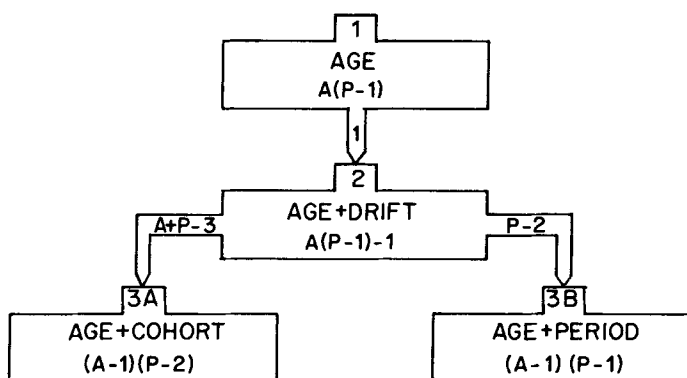 1
AGE
A(P-1)
1
2
AGE+DRIFT
A(P-1)-1
A+P-3
P-2
3A
AGE+COHORT
(A-1)(P-2)
3B
AGE+PERIOD
(A-1) (P-1)